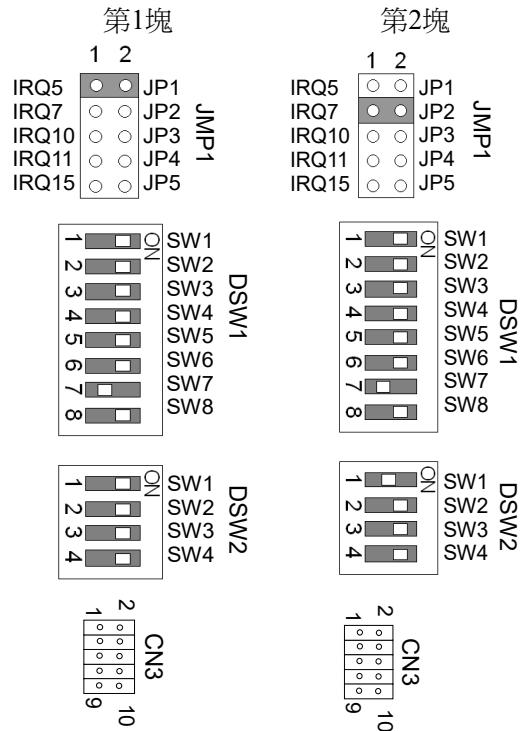 第1塊
1 2
IRQ5 JP1
IRQ7 JP2
IRQ10 JP3
IRQ11 JP4
IRQ15 JP5
JMP1
1 ON SW1
2 SW2
3 SW3
4 SW4
5 SW5
6 SW6
7 SW7
8 SW8
DSW1
1 ON SW1
2 SW2
3 SW3
4 SW4
DSW2
1 2
CN3
9 10
第2塊
1 2
IRQ5 JP1
IRQ7 JP2
IRQ10 JP3
IRQ11 JP4
IRQ15 JP5
JMP1
1 ON SW1
2 SW2
3 SW3
4 SW4
5 SW5
6 SW6
7 SW7
8 SW8
DSW1
1 ON SW1
2 SW2
3 SW3
4 SW4
DSW2
1 2
CN3
9 10